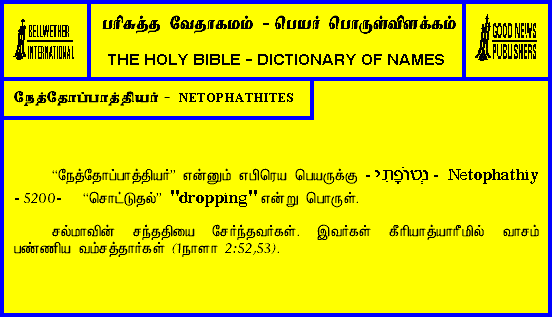 BELLWETHER
INTERNATIONAL
பரிசுத்த வேதாகமம் - பெயர் பொருள்விளக்கம்
THE HOLY BIBLE - DICTIONARY OF NAMES
GOOD NEWS
PUBLISHERS
நேத்தோப்பாத்தியர் - NETOPHATHITES
“நேத்தோப்பாத்தியர்” என்னும் எபிரெய பெயருக்கு - נְטוֹפָתִי - Netophathiy
- 5200- “சொட்டுதல்” "dropping" என்று பொருள்.
சல்மாவின் சந்ததியை சேர்ந்தவர்கள். இவர்கள் கீரியாத்யாரீமில் வாசம்
பண்ணிய வம்சத்தார்கள் (1நாளா 2:52,53).